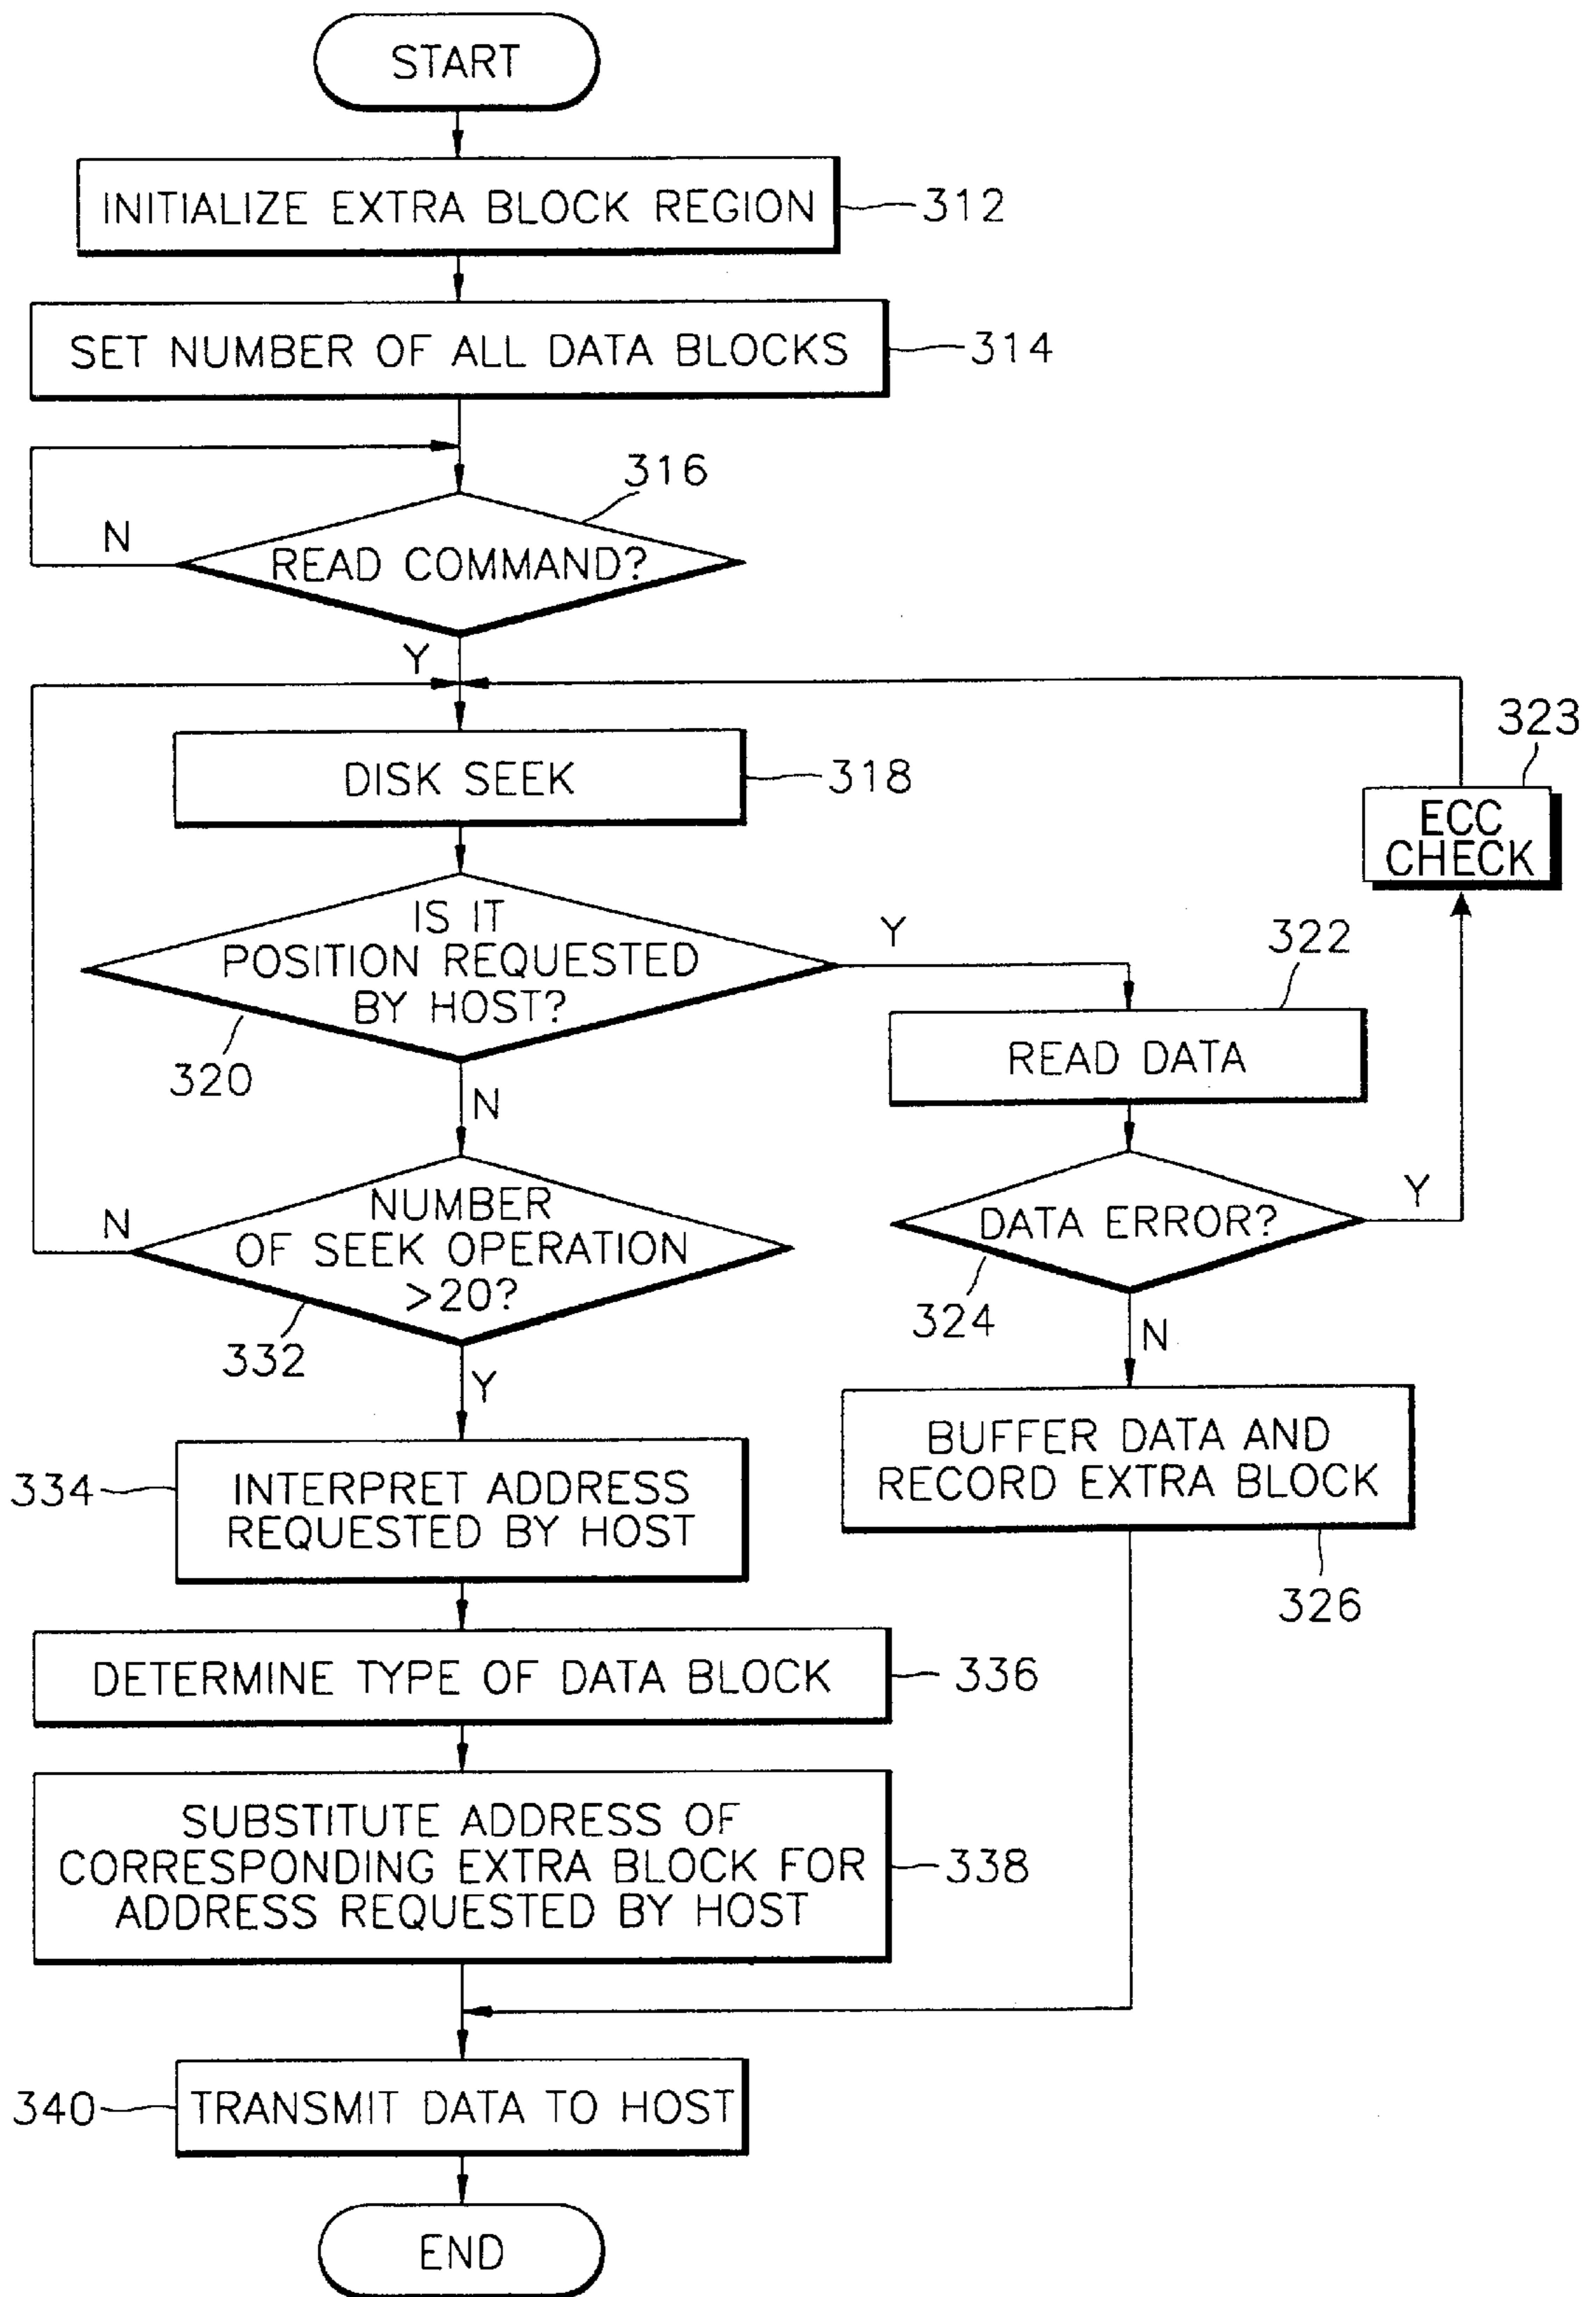 START
INITIALIZE EXTRA BLOCK REGION
312
SET NUMBER OF ALL DATA BLOCKS
314
316
N
READ COMMAND?
Y
323
DISK SEEK
318
ECC
CHECK
IS IT
POSITION REQUESTED
BY HOST?
Y
322
320
READ DATA
N
NUMBER
OF SEEK OPERATION
>20?
N
DATA ERROR?
Y
324
332
N
Y
BUFFER DATA AND
RECORD EXTRA BLOCK
334
INTERPRET ADDRESS
REQUESTED BY HOST
326
DETERMINE TYPE OF DATA BLOCK
336
SUBSTITUTE ADDRESS OF
CORRESPONDING EXTRA BLOCK FOR
ADDRESS REQUESTED BY HOST
338
340
TRANSMIT DATA TO HOST
END